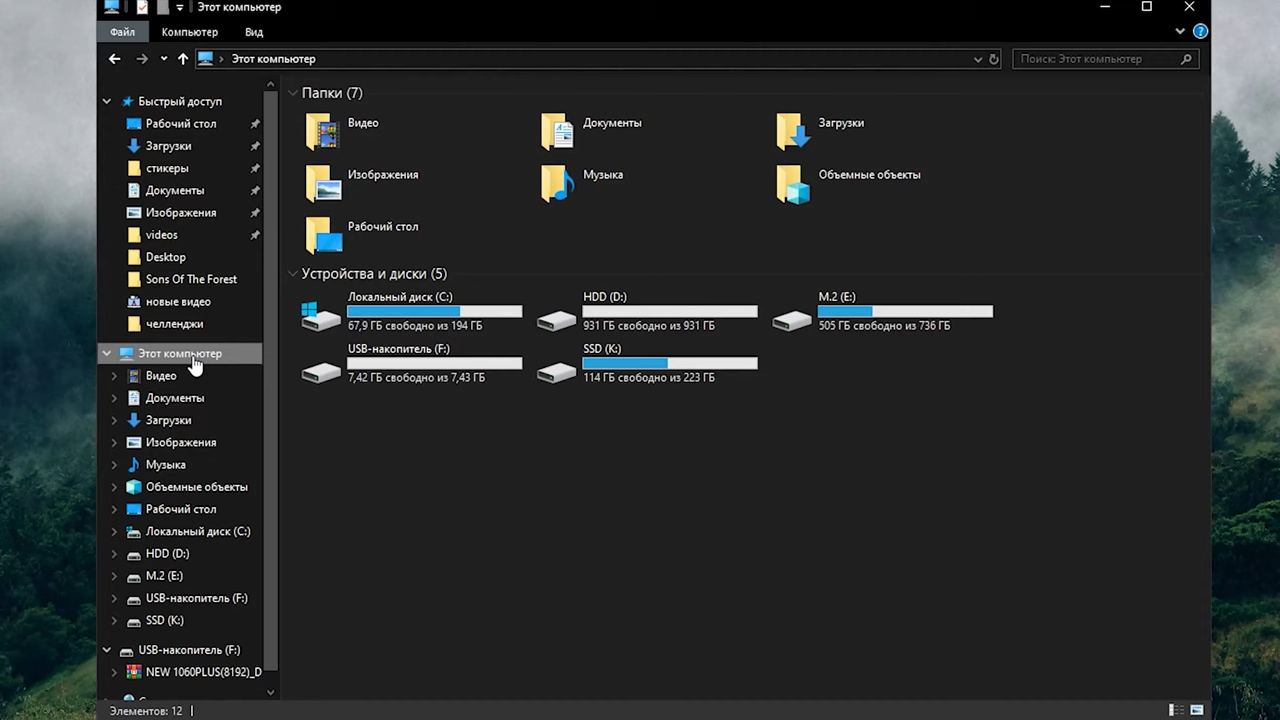 Этот компьютер
Файл
Компьютер
Вид
Этот компьютер
Поиск: Этот компьютер
Быстрый доступ
Рабочий стол
Загрузки
стикеры
Документы
Изображения
videos
Desktop
Sons Of The Forest
новые видео
челленджи
Этот компьютер
Видео
Документы
Загрузки
Изображения
Музыка
Объемные объекты
Рабочий стол
Локальный диск (C:)
HDD (D:)
M.2 (E:)
USB-накопитель (F:)
SSD (K:)
USB-накопитель (F:)
NEW 1060PLUS(8192)_D
Папки (7)
Видео
Документы
Загрузки
Изображения
Музыка
Объемные объекты
Рабочий стол
Устройства и диски (5)
Локальный диск (C:)
67,9 ГБ свободно из 194 ГБ
HDD (D:)
931 ГБ свободно из 931 ГБ
M.2 (E:)
505 ГБ свободно из 736 ГБ
USB-накопитель (F:)
7,42 ГБ свободно из 7,43 ГБ
SSD (K:)
114 ГБ свободно из 223 ГБ
Элементов: 12